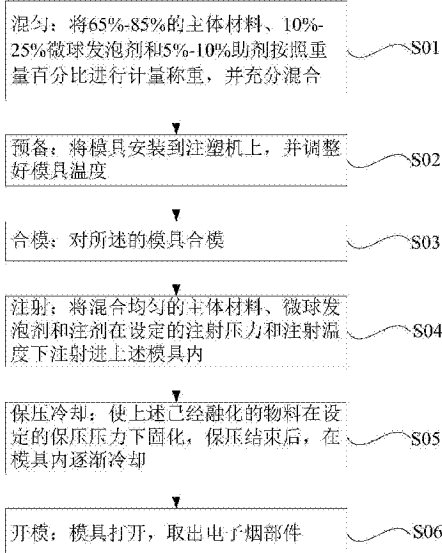 混匀：将65%-85%的主体材料、10%-
25%微球发泡剂和5%-10%助剂按照重
量百分比进行计量称重，并充分混合
S01
预备：将模具安装到注塑机上，并调整
好模具温度
S02
合模：对所述的模具合模
S03
注射：将混合均匀的主体材料、微球发
泡剂和注剂在设定的注射压力和注射温
度下注射进上述模具内
S04
保压冷却：使上述已经融化的物料在设
定的保压压力下固化，保压结束后，在
模具内逐渐冷却
S05
开模：模具打开，取出电子烟部件
S06